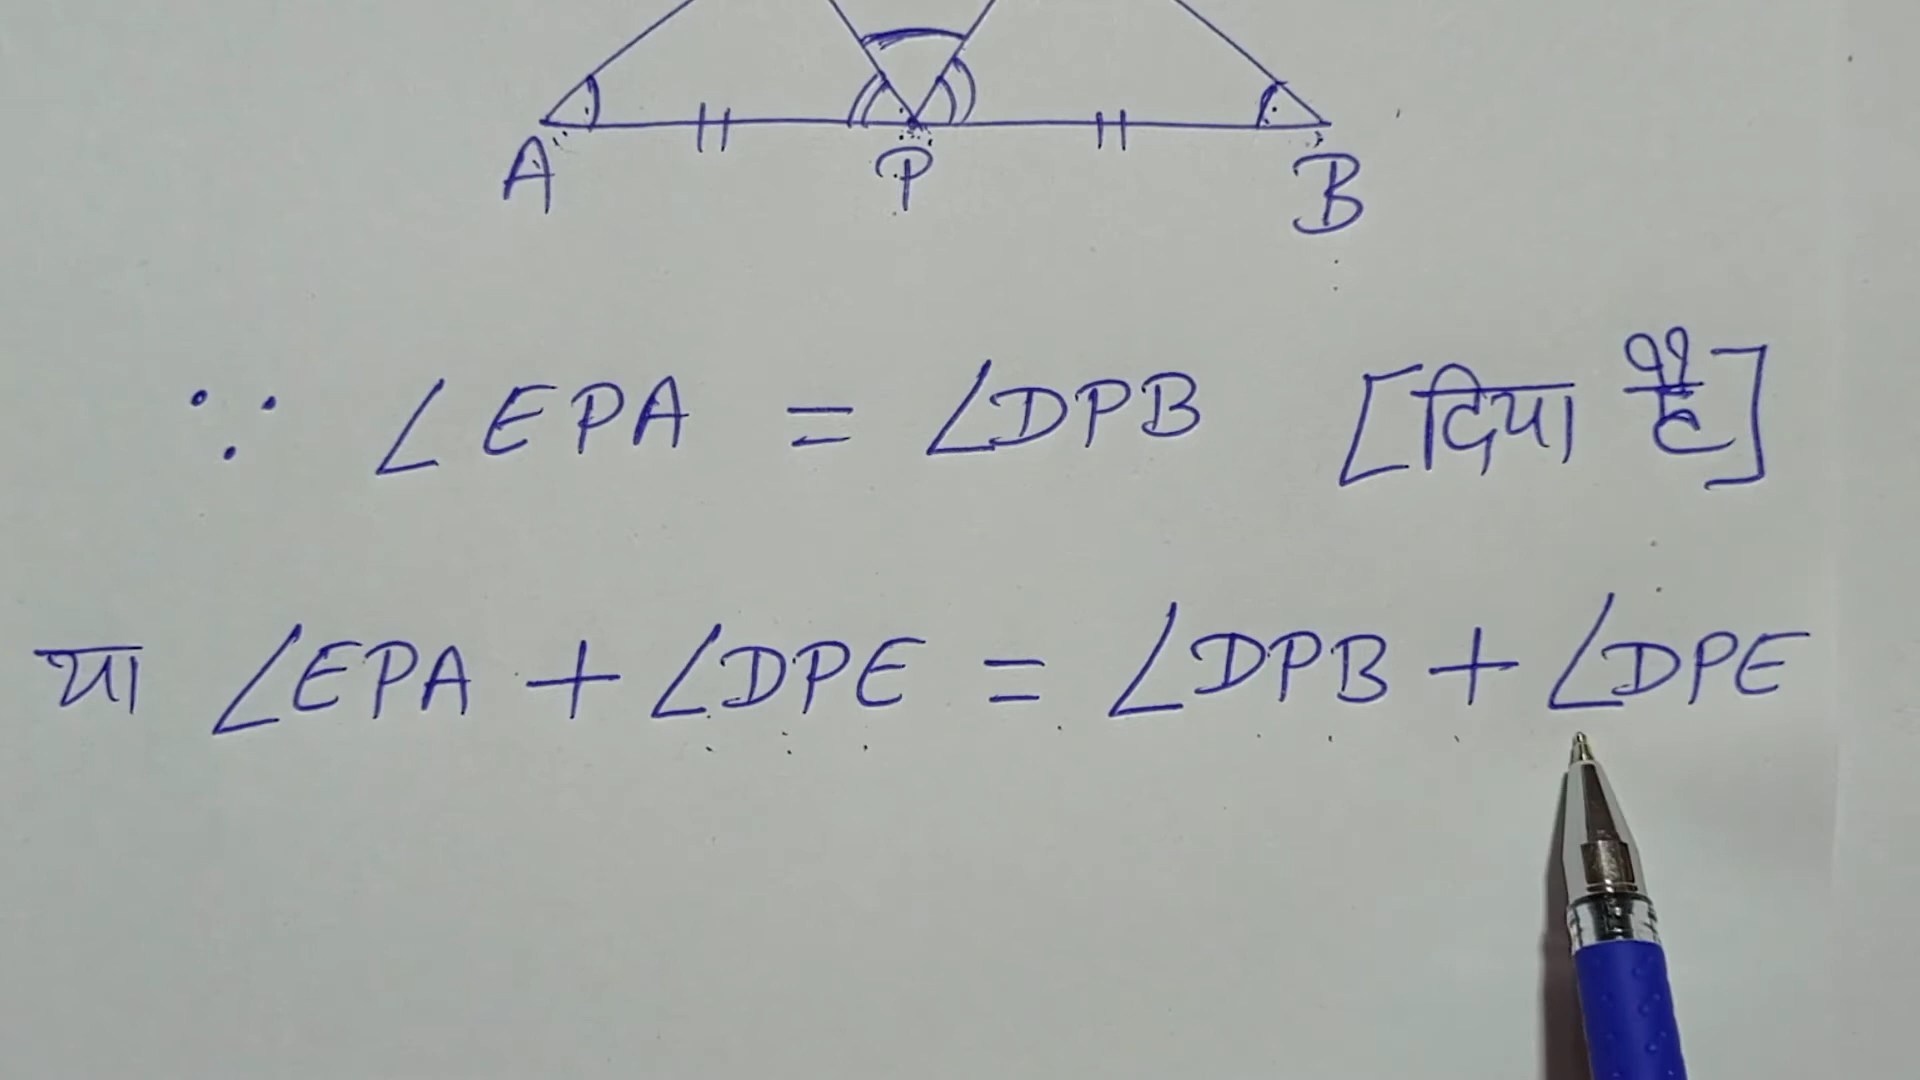 A P B
∵ ∠EPA = ∠DPB [दिया है]
या ∠EPA + ∠DPE = ∠DPB + ∠DPE